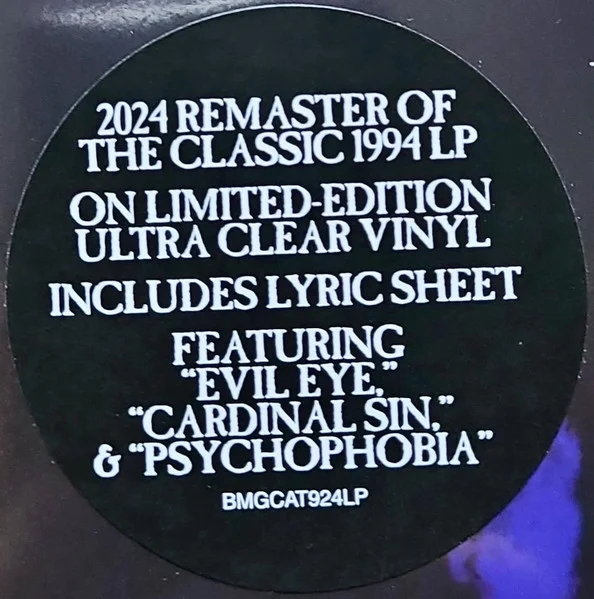 2024 REMASTER OF
THE CLASSIC 1994 LP
ON LIMITED-EDITION
ULTRA CLEAR VINYL
INCLUDES LYRIC SHEET
FEATURING
“EVIL EYE,”
“CARDINAL SIN,”
& “PSYCHOPHOBIA”
BMGCAT924LP